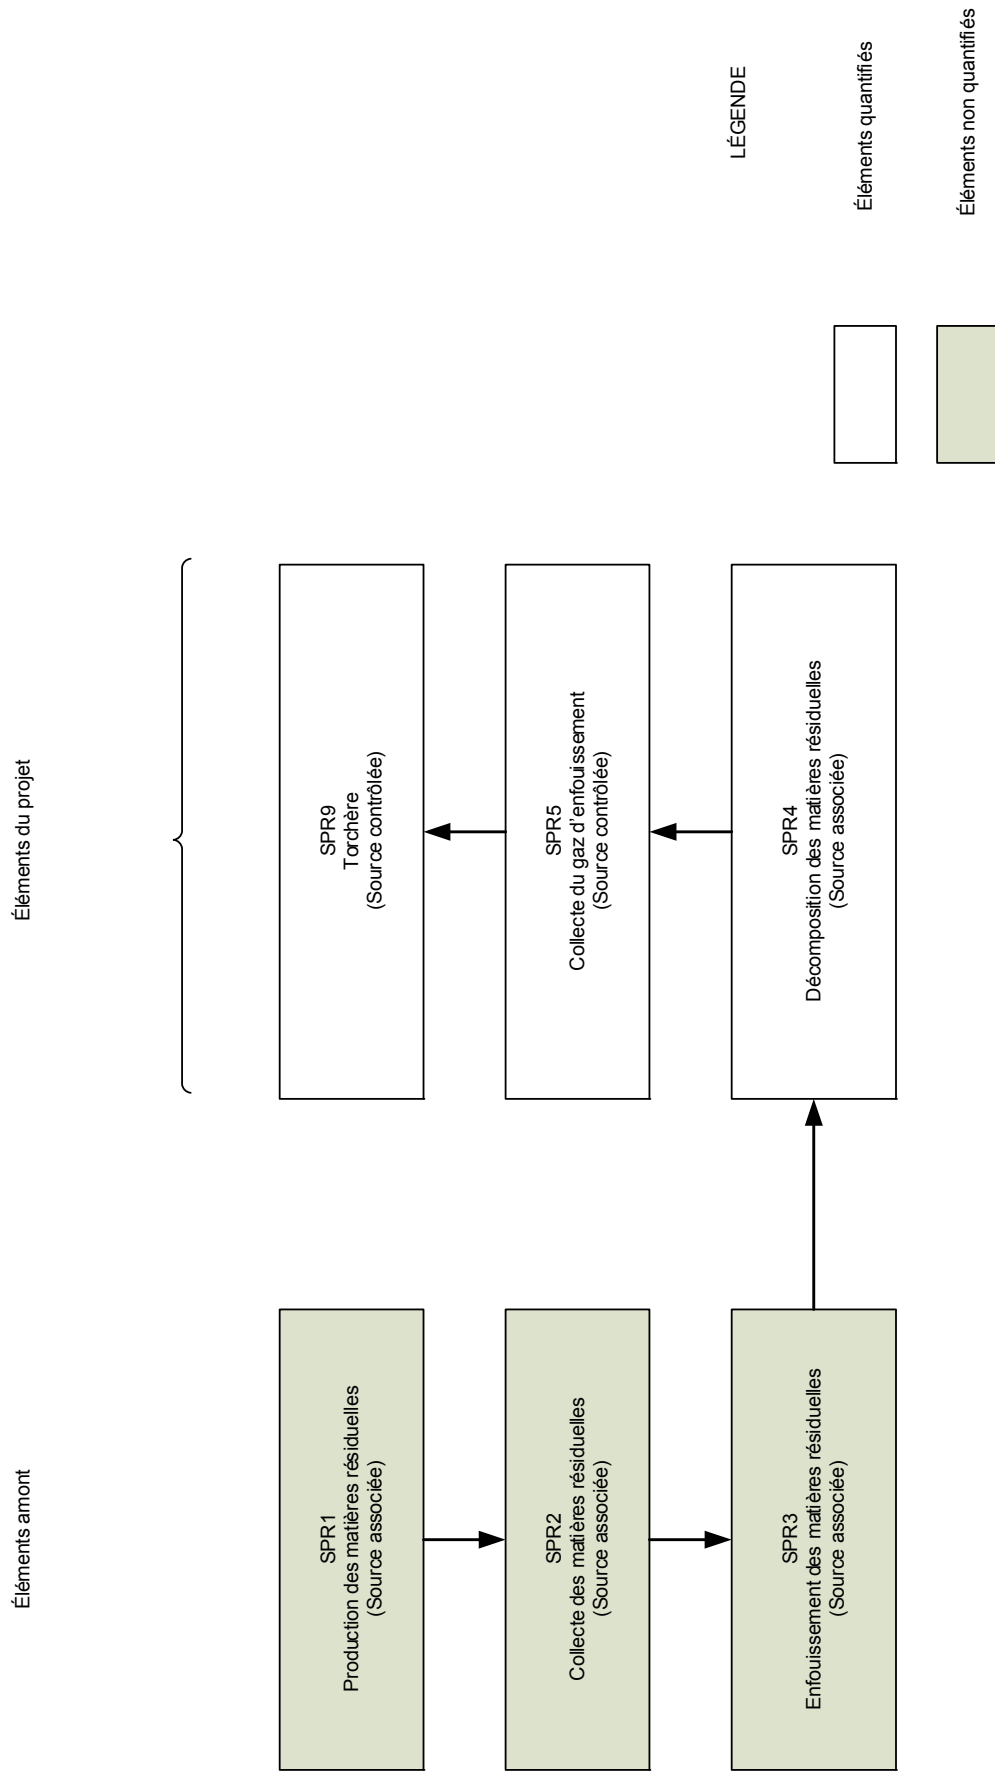 Éléments amont
Éléments du projet
SPR1
Production des matières résiduelles
(Source associée)
SPR2
Collecte des matières résiduelles
(Source associée)
SPR3
Enfouissement des matières résiduelles
(Source associée)
SPR9
Torchère
(Source contrôlée)
SPR5
Collecte du gaz d'enfouissement
(Source contrôlée)
SPR4
Décomposition des matières résiduelles
(Source associée)
LÉGENDE
Éléments quantifiés
Éléments non quantifiés